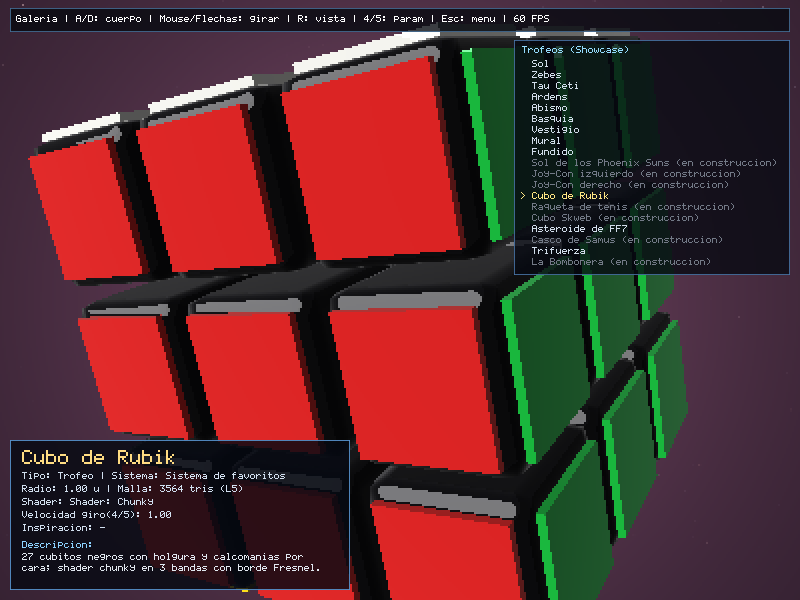 Galeria | A/D: cuerpo | Mouse/Flechas: girar | R: vista | 4/5: Param | Esc: menu | 60 FPS
Trofeos (Showcase)
Sol
Zebes
Tau Ceti
Ardens
Abismo
Basquia
Vestigio
Mural
Fundido
Sol de los Phoenix Suns (en construccion)
Joy-Con izquierdo (en construccion)
Joy-Con derecho (en construccion)
> Cubo de Rubik
Raqueta de tenis (en construccion)
Cubo Skweb (en construccion)
Asteroide de FF7
Casco de Samus (en construccion)
Trifuerza
La Bombonera (en construccion)
Cubo de Rubik
Tipo: Trofeo | Sistema: Sistema de favoritos
Radio: 1.00 u | Malla: 3564 tris (L5)
Shader: Shader: Chunky
Velocidad giro(4/5): 1.00
Inspiracion: -
Descripcion:
27 cubitos negros con holgura y calcomanias por
cara; shader chunky en 3 bandas con borde Fresnel.